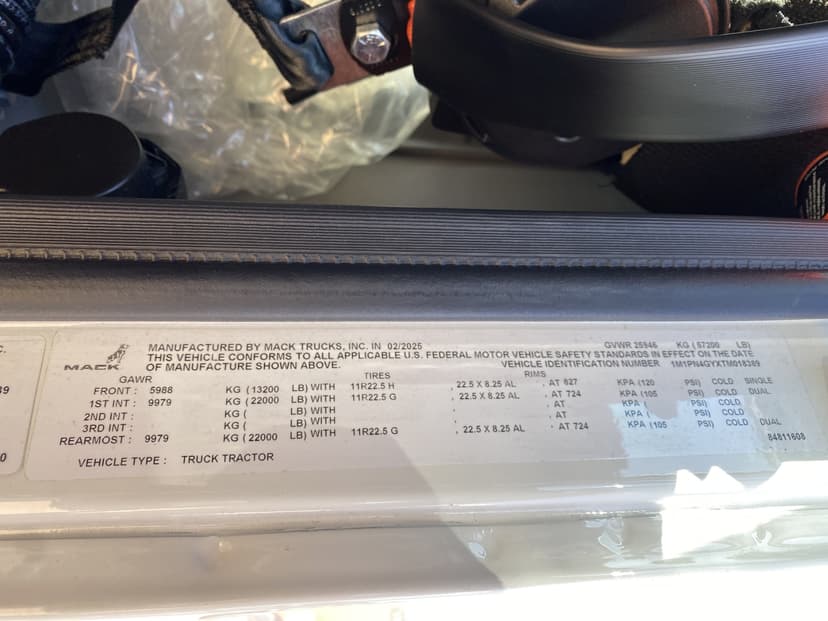 MANUFACTURED BY MACK TRUCKS, INC. IN 02/2025 GVWR 25946 KG (57200 LB)
THIS VEHICLE CONFORMS TO ALL APPLICABLE U.S. FEDERAL MOTOR VEHICLE SAFETY STANDARDS IN EFFECT ON THE DATE
OF MANUFACTURE SHOWN ABOVE. VEHICLE IDENTIFICATION NUMBER 1M1PN4GYXTM018389
MACK
GAWR TIRES RIMS
FRONT : 5988 KG (13200 LB) WITH 11R22.5 H , 22.5 X 8.25 AL , AT 827 KPA (120 PSI) COLD SINGLE
1ST INT : 9979 KG (22000 LB) WITH 11R22.5 G , 22.5 X 8.25 AL , AT 724 KPA (105 PSI) COLD DUAL
2ND INT : KG ( LB) WITH , , AT KPA ( PSI) COLD
3RD INT : KG ( LB) WITH , , AT KPA ( PSI) COLD
REARMOST : 9979 KG (22000 LB) WITH 11R22.5 G , 22.5 X 8.25 AL , AT 724 KPA (105 PSI) COLD DUAL
84811608
VEHICLE TYPE : TRUCK TRACTOR
C.
39
0